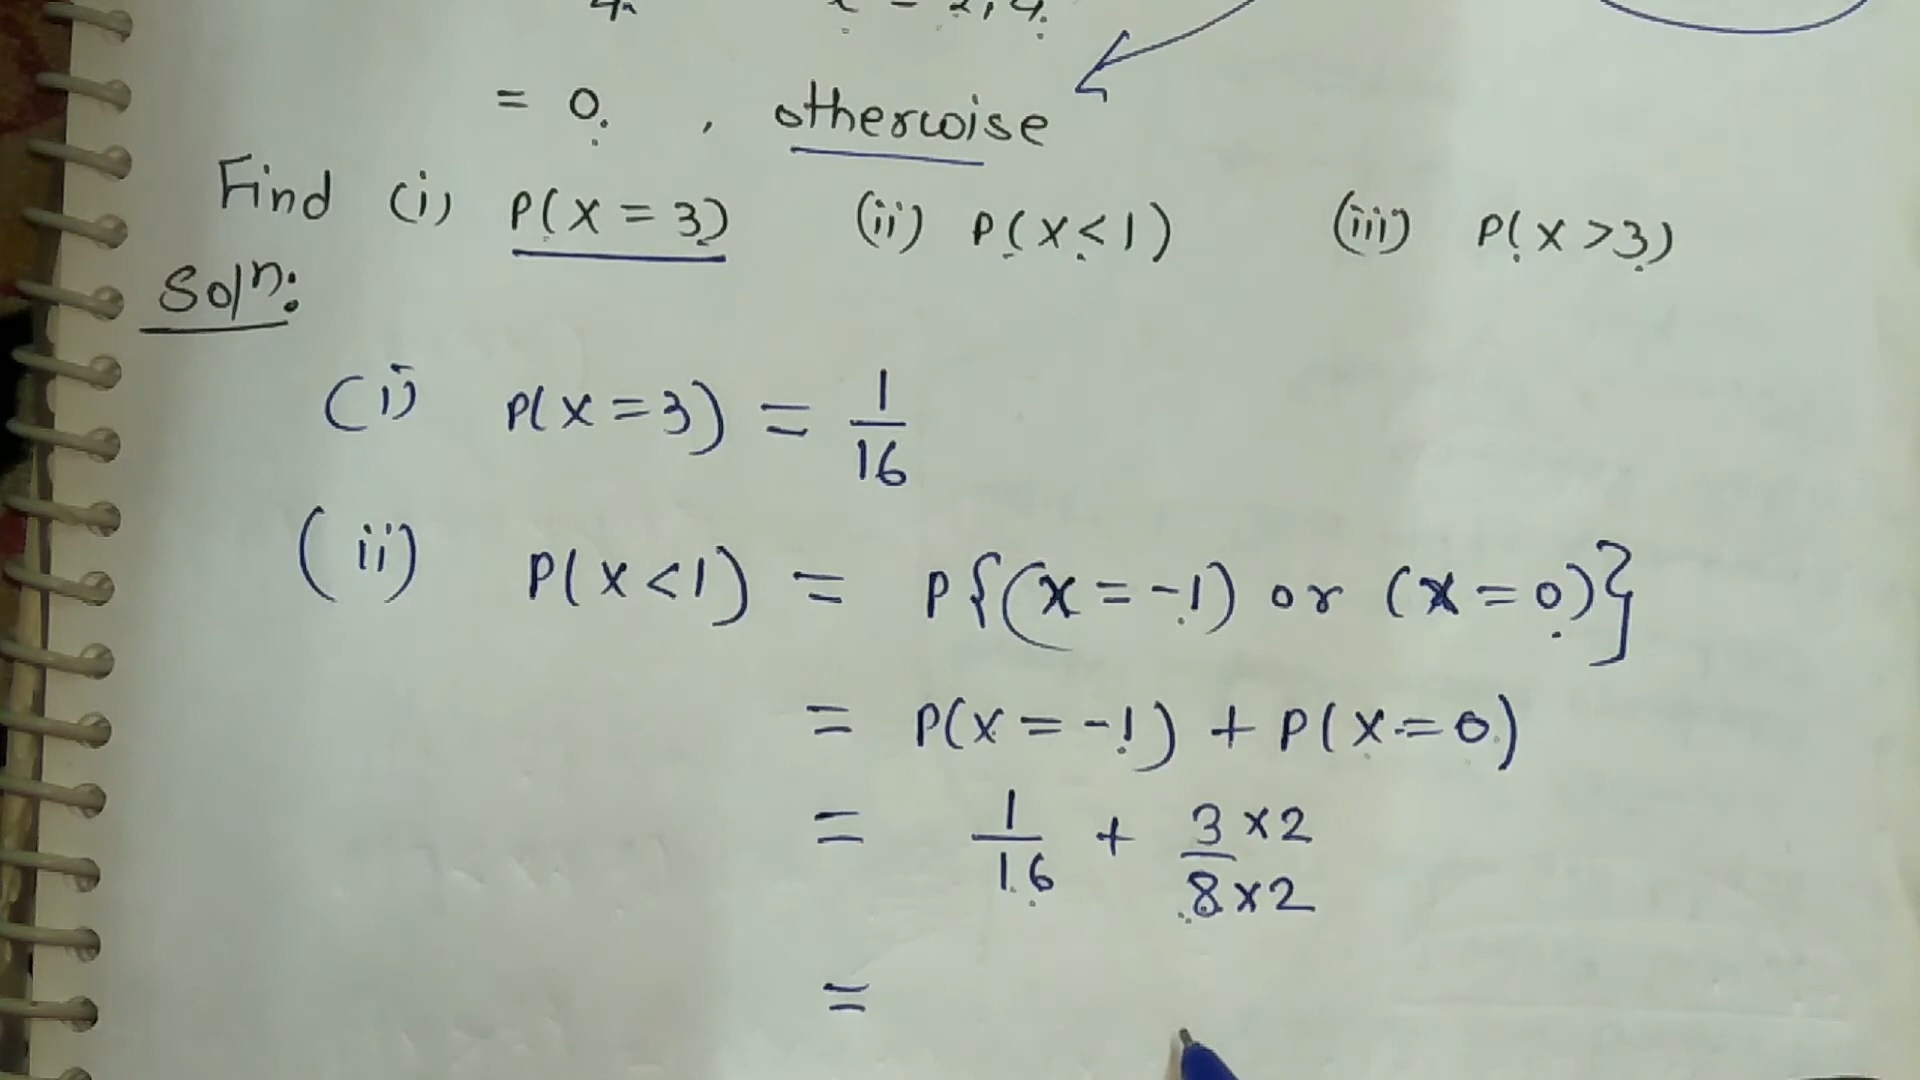 = 0. , otherwise
Find (i) P(X = 3) (ii) P(X < 1) (iii) P(X > 3)
Solⁿ:
(i) P(X = 3) = 1/16
(ii) P(X < 1) = P{(X = -1) or (X = 0)}
= P(X = -1) + P(X = 0)
= 1/16 + 3×2/8×2
=